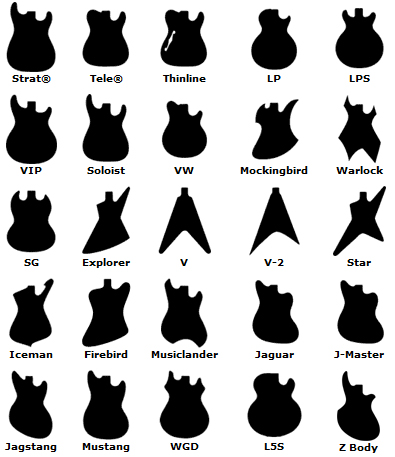 Strat® Tele® Thinline LP LPS
VIP Soloist VW Mockingbird Warlock
SG Explorer V V-2 Star
Iceman Firebird Musiclander Jaguar J-Master
Jagstang Mustang WGD L5S Z Body